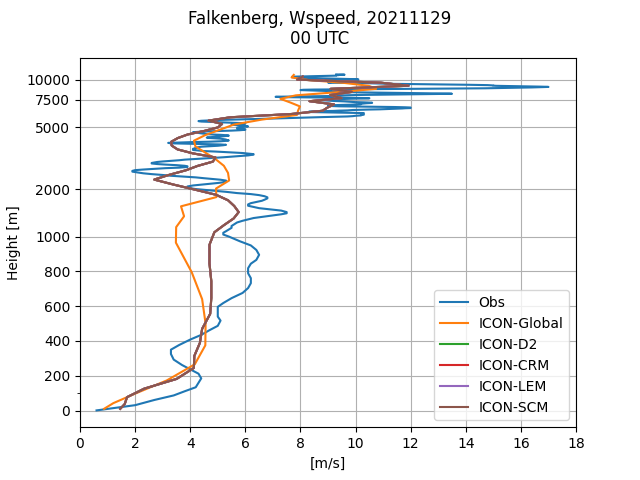 Falkenberg, Wspeed, 20211129
00 UTC
10000
7500
5000
2000
1000
800
600
400
200
0
Height [m]
Obs
ICON-Global
ICON-D2
ICON-CRM
ICON-LEM
ICON-SCM
0 2 4 6 8 10 12 14 16 18
[m/s]